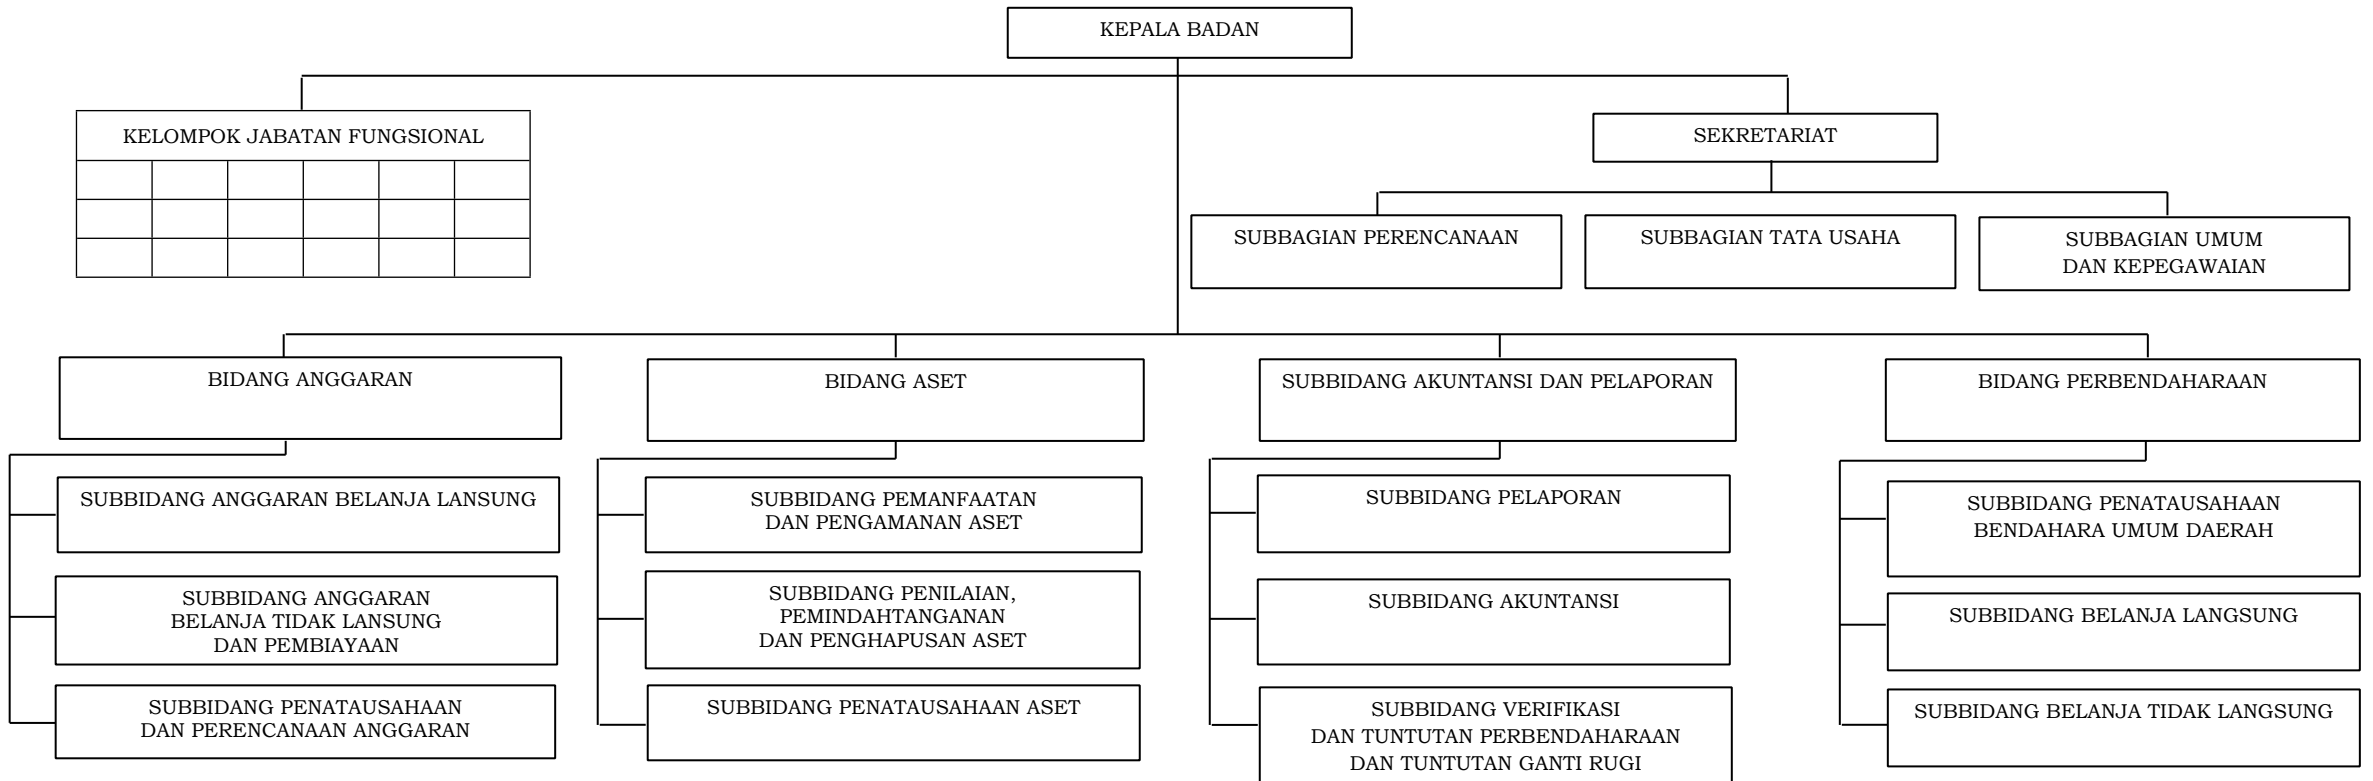 KEPALA BADAN
KELOMPOK JABATAN FUNGSIONAL
SEKRETARIAT
SUBBAGIAN PERENCANAAN
SUBBAGIAN TATA USAHA
SUBBAGIAN UMUM
DAN KEPEGAWAIAN
BIDANG ANGGARAN
BIDANG ASET
SUBBIDANG AKUNTANSI DAN PELAPORAN
BIDANG PERBENDAHARAAN
SUBBIDANG ANGGARAN BELANJA LANSUNG
SUBBIDANG ANGGARAN
BELANJA TIDAK LANSUNG
DAN PEMBIAYAAN
SUBBIDANG PENATAUSAHAAN
DAN PERENCANAAN ANGGARAN
SUBBIDANG PEMANFAATAN
DAN PENGAMANAN ASET
SUBBIDANG PENILAIAN,
PEMINDAHTANGANAN
DAN PENGHAPUSAN ASET
SUBBIDANG PENATAUSAHAAN ASET
SUBBIDANG PELAPORAN
SUBBIDANG AKUNTANSI
SUBBIDANG VERIFIKASI
DAN TUNTUTAN PERBENDAHARAAN
DAN TUNTUTAN GANTI RUGI
SUBBIDANG PENATAUSAHAAN
BENDAHARA UMUM DAERAH
SUBBIDANG BELANJA LANGSUNG
SUBBIDANG BELANJA TIDAK LANGSUNG